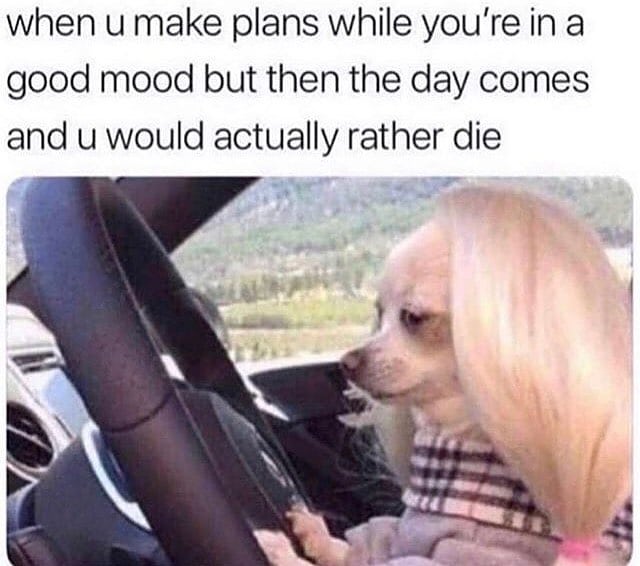 when u make plans while you're in a
good mood but then the day comes
and u would actually rather die